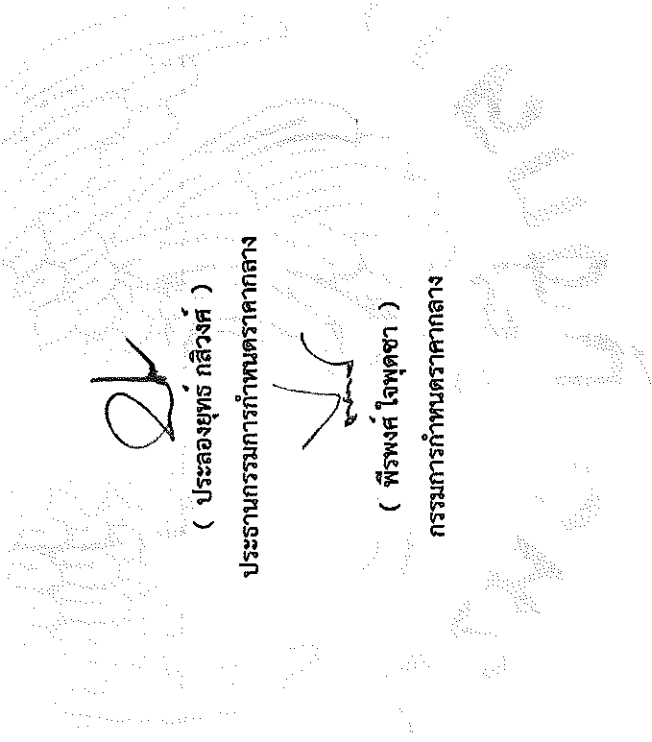 ( ประลองยุทธ์ กสิวงศ์ )
ประธานกรรมการกำหนดราคากลาง
( พีรพงศ์ ใจพุดซา )
กรรมการกำหนดราคากลาง